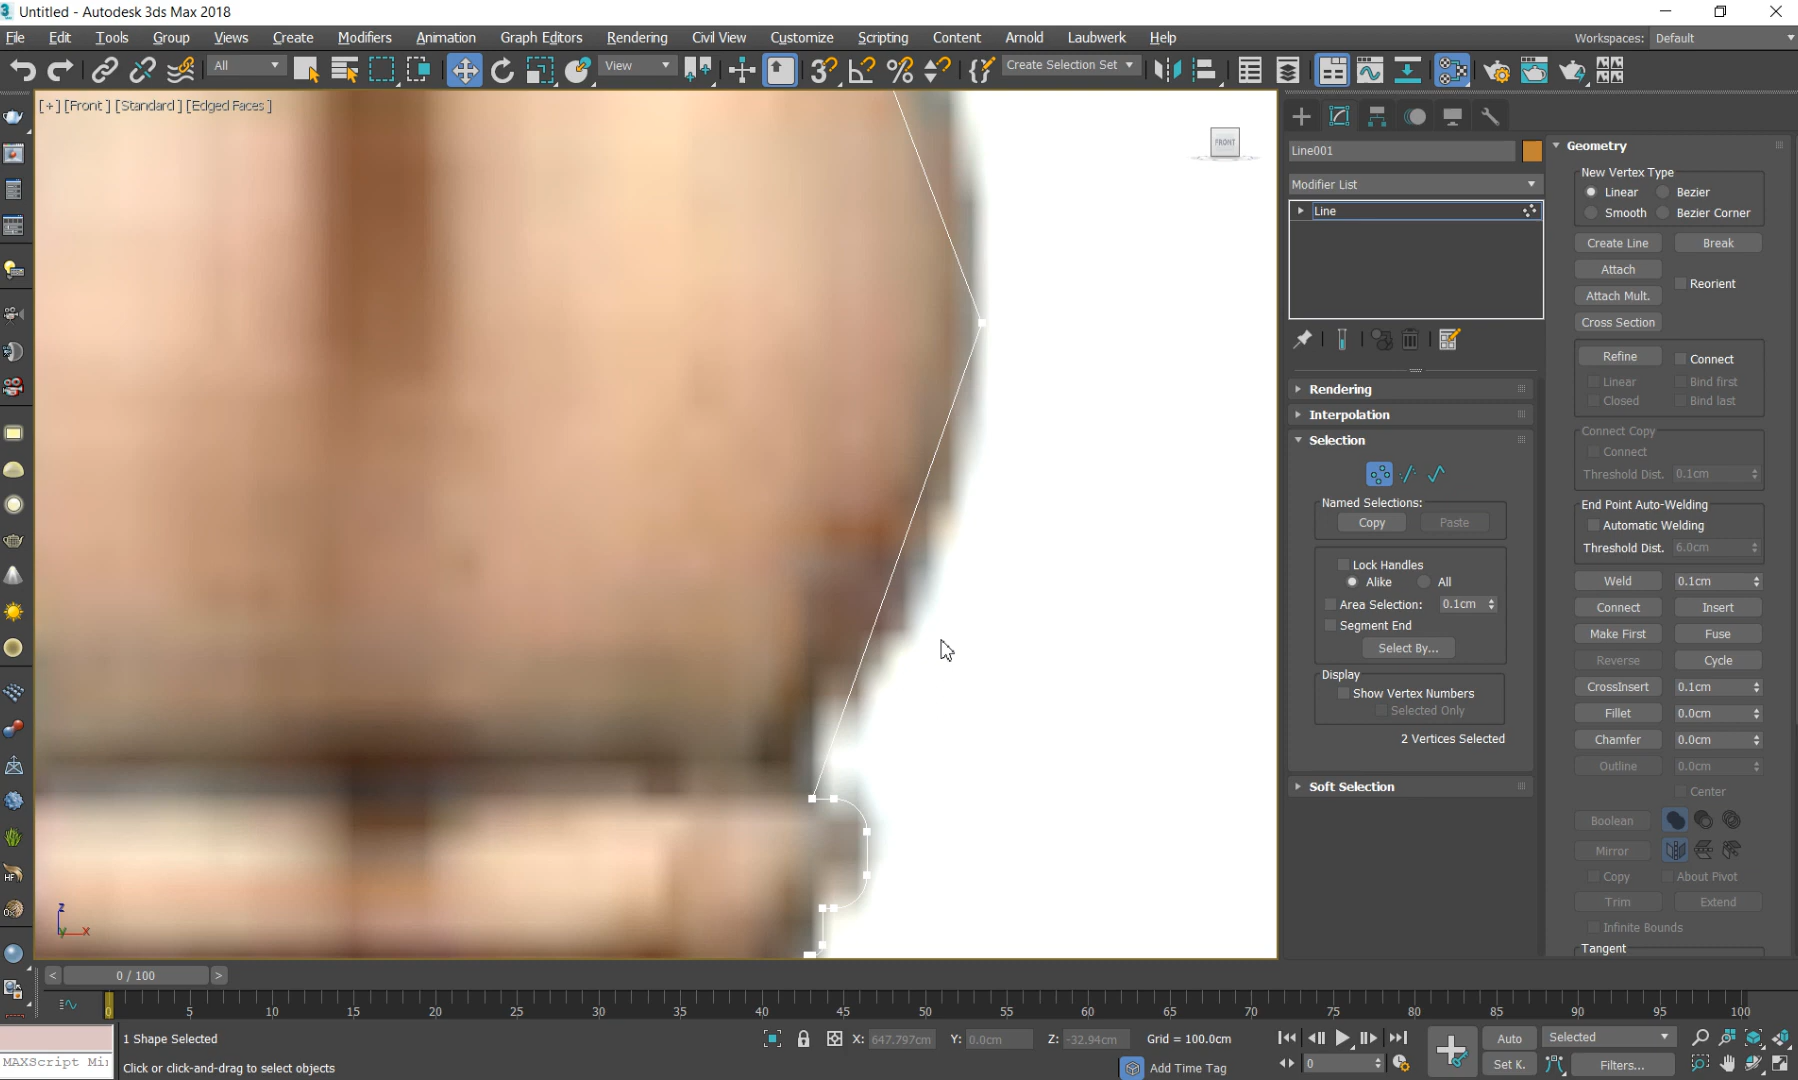 Untitled - Autodesk 3ds Max 2018
File Edit Tools Group Views Create Modifiers Animation Graph Editors Rendering Civil View Customize Scripting Content Arnold Laubwerk Help
Workspaces: Default
All
View
Create Selection Set
[+] [Front ] [Standard ] [Edged Faces ]
FRONT
Line001
Modifier List
Line
Rendering
Interpolation
Selection
Named Selections:
Copy Paste
Lock Handles
Alike All
Area Selection: 0.1cm
Segment End
Select By...
Display
Show Vertex Numbers
Selected Only
2 Vertices Selected
Soft Selection
Geometry
New Vertex Type
Linear Bezier
Smooth Bezier Corner
Create Line Break
Attach
Reorient
Attach Mult.
Cross Section
Refine Connect
Linear Bind first
Closed Bind last
Connect Copy
Connect
Threshold Dist. 0.1cm
End Point Auto-Welding
Automatic Welding
Threshold Dist. 6.0cm
Weld 0.1cm
Connect Insert
Make First Fuse
Reverse Cycle
CrossInsert 0.1cm
Fillet 0.0cm
Chamfer 0.0cm
Outline 0.0cm
Center
Boolean
Mirror
Copy About Pivot
Trim Extend
Infinite Bounds
Tangent
z
y x
< 0 / 100 >
0 5 10 15 20 25 30 35 40 45 50 55 60 65 70 75 80 85 90 95 100
1 Shape Selected
X: 647.797cm Y: 0.0cm Z: -32.94cm Grid = 100.0cm
Auto Selected
MAXScript Mi
Click or click-and-drag to select objects
Add Time Tag
0
Set K. Filters...